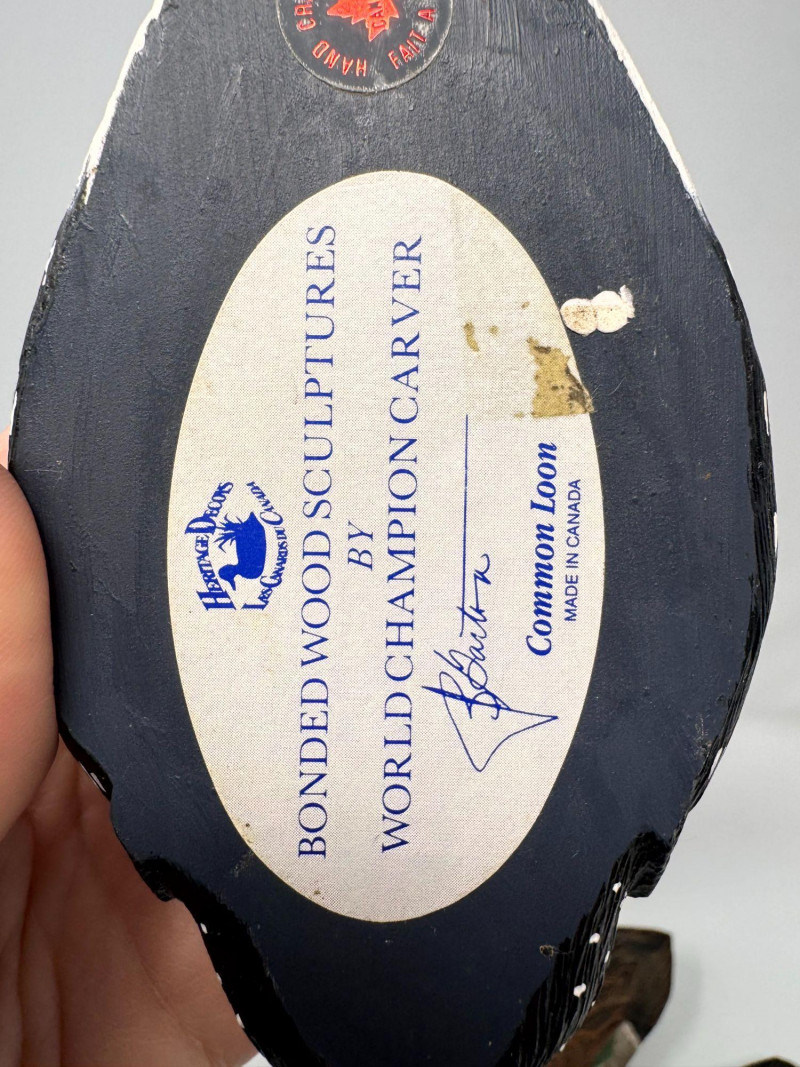 HAND
FAIT A
HERITAGE DECOYS
LES CANARDS DU CANADA
BONDED WOOD SCULPTURES
BY
WORLD CHAMPION CARVER
Common Loon
MADE IN CANADA